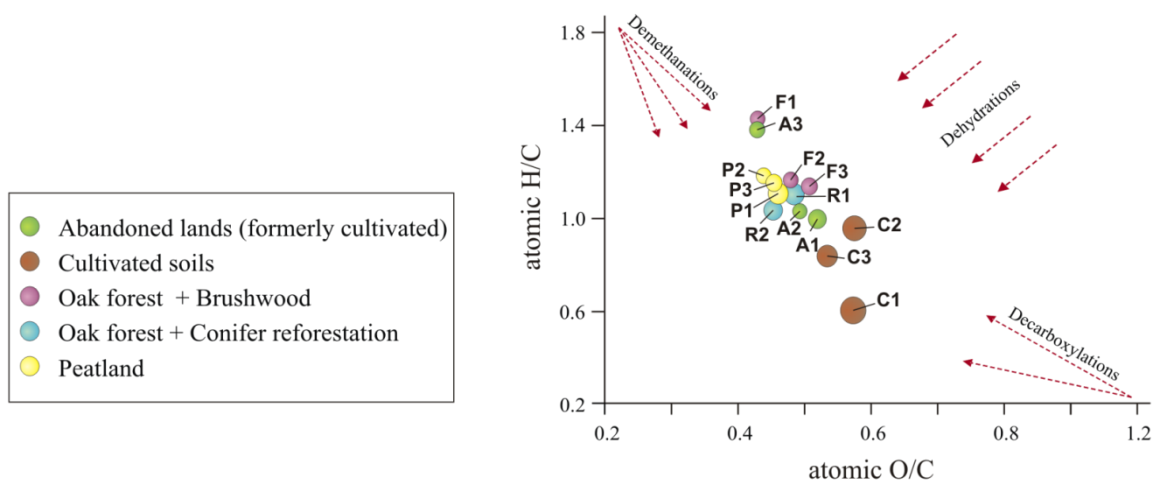 Abandoned lands (formerly cultivated)
Cultivated soils
Oak forest + Brushwood
Oak forest + Conifer reforestation
Peatland
atomic H/C
1.8
1.4
1.0
0.6
0.2
Demethanations
Dehydrations
Decarboxylations
F1
A3
P2
F2
P3
F3
P1
R1
R2
A2
A1
C2
C3
C1
0.2
0.4
0.6
0.8
1.2
atomic O/C